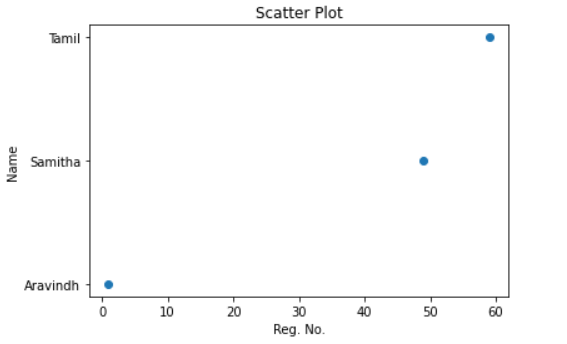 Scatter Plot
Tamil
Samitha
Aravindh
Name
0 10 20 30 40 50 60
Reg. No.